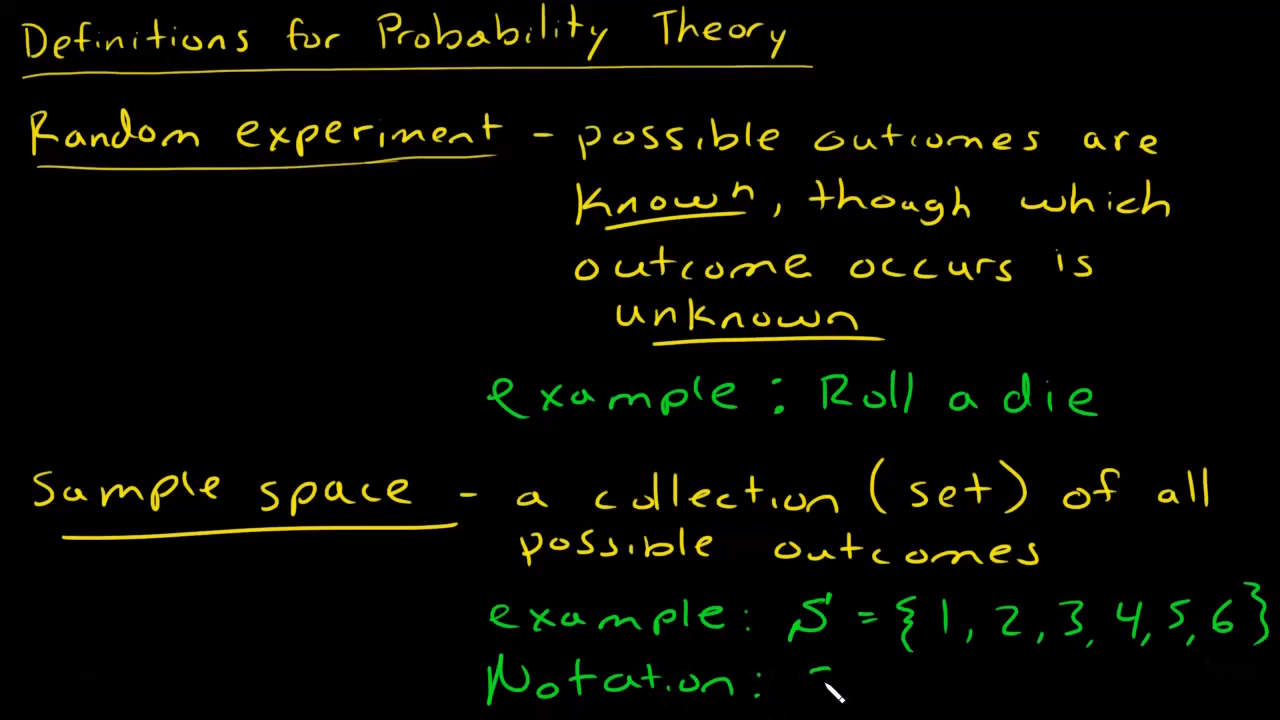 Definitions for Probability Theory
Random experiment - possible outcomes are
known, though which
outcome occurs is
unknown
example: Roll a die
Sample space - a collection (set) of all
possible outcomes
example: S = {1, 2, 3, 4, 5, 6}
Notation: